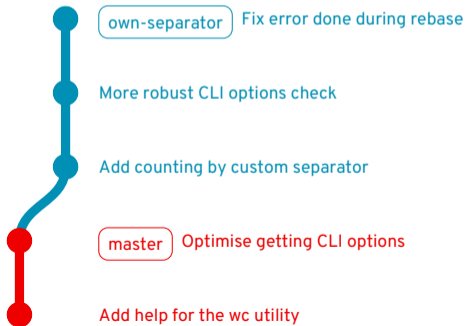 own-separator Fix error done during rebase
More robust CLI options check
Add counting by custom separator
master Optimise getting CLI options
Add help for the wc utility